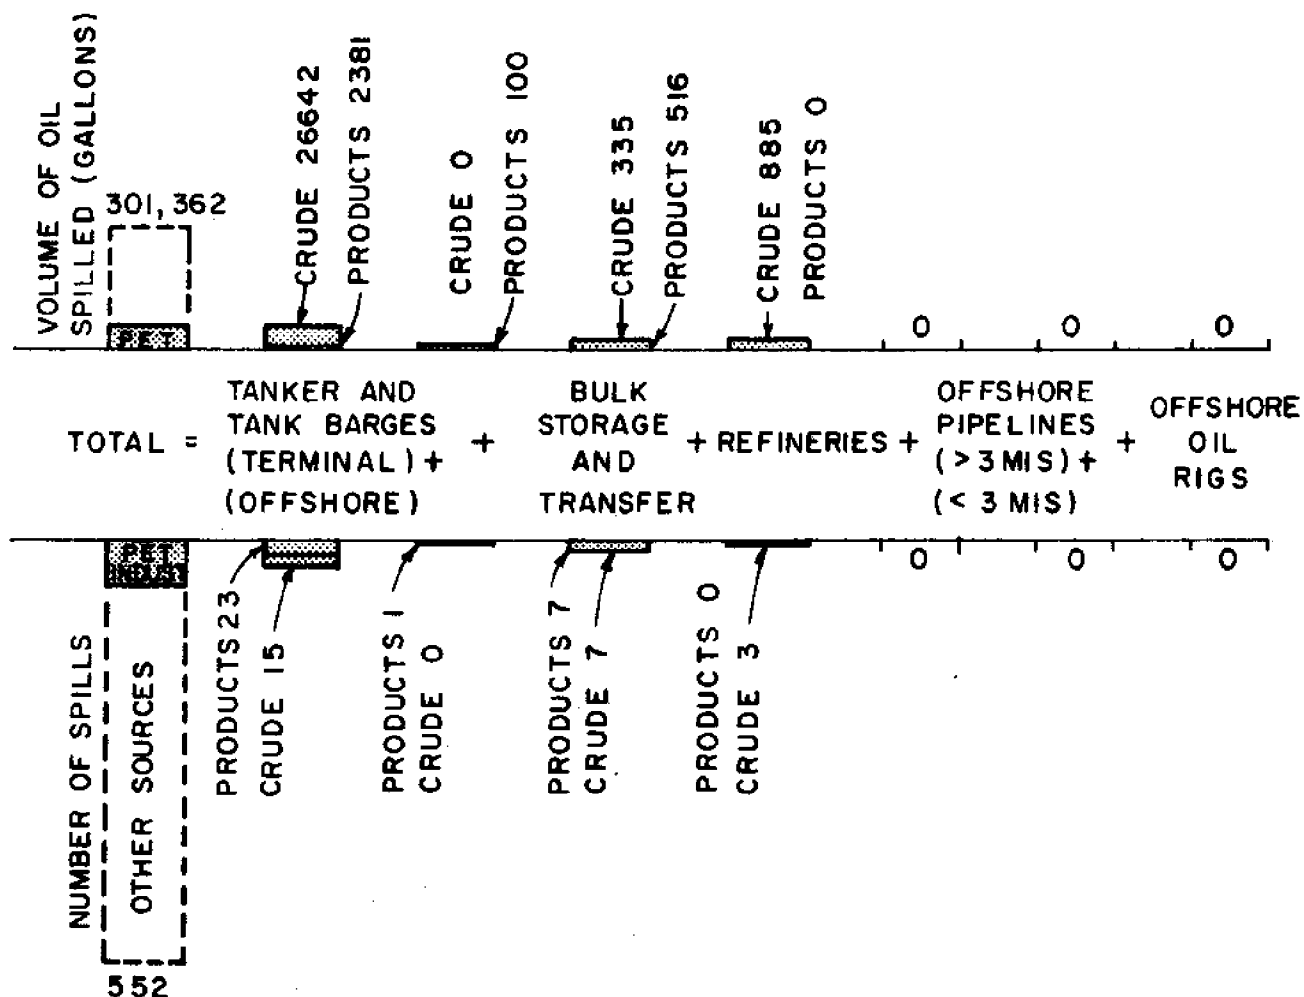 VOLUME OF OIL
SPILLED (GALLONS)
301,362
CRUDE 26642
PRODUCTS 2381
CRUDE 0
PRODUCTS 100
CRUDE 335
PRODUCTS 516
CRUDE 885
PRODUCTS 0
0
0
0
PET
TOTAL =
TANKER AND
TANK BARGES
(TERMINAL) +
(OFFSHORE)
+
BULK
STORAGE
AND
TRANSFER
+
REFINERIES
+
OFFSHORE
PIPELINES
(> 3 MIS) +
(< 3 MIS)
+
OFFSHORE
OIL
RIGS
NUMBER OF SPILLS
PET
INDUST
OTHER SOURCES
552
PRODUCTS 23
CRUDE 15
PRODUCTS 1
CRUDE 0
PRODUCTS 7
CRUDE 7
PRODUCTS 0
CRUDE 3
0
0
0